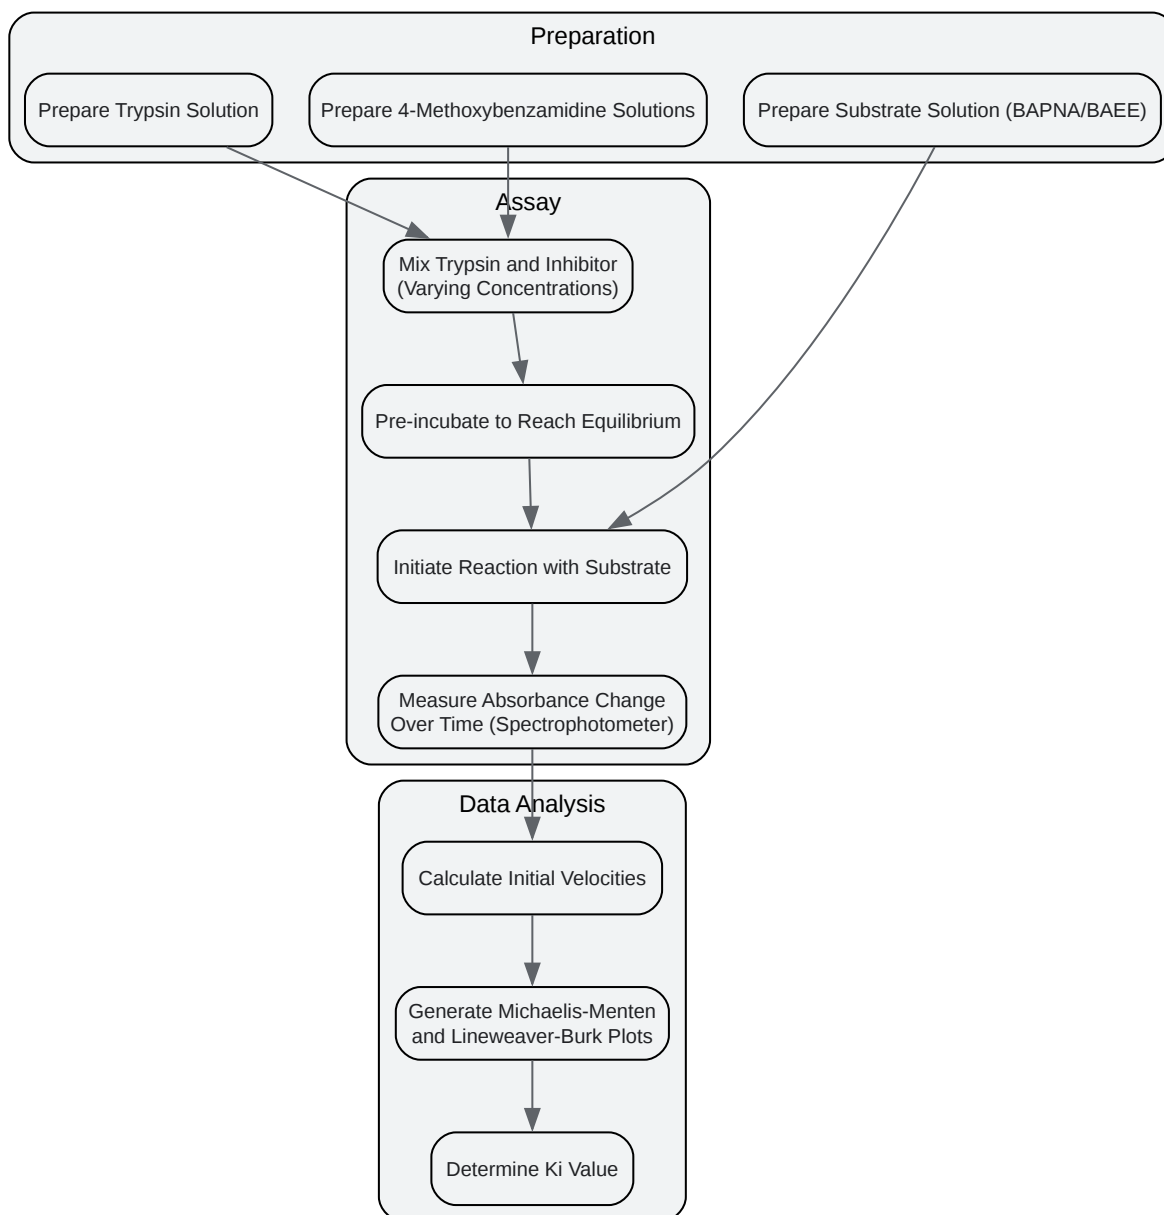 Preparation
Prepare Trypsin Solution
Prepare 4-Methoxybenzamidine Solutions
Prepare Substrate Solution (BAPNA/BAEE)
Assay
Mix Trypsin and Inhibitor
(Varying Concentrations)
Pre-incubate to Reach Equilibrium
Initiate Reaction with Substrate
Measure Absorbance Change
Over Time (Spectrophotometer)
Data Analysis
Calculate Initial Velocities
Generate Michaelis-Menten
and Lineweaver-Burk Plots
Determine Ki Value